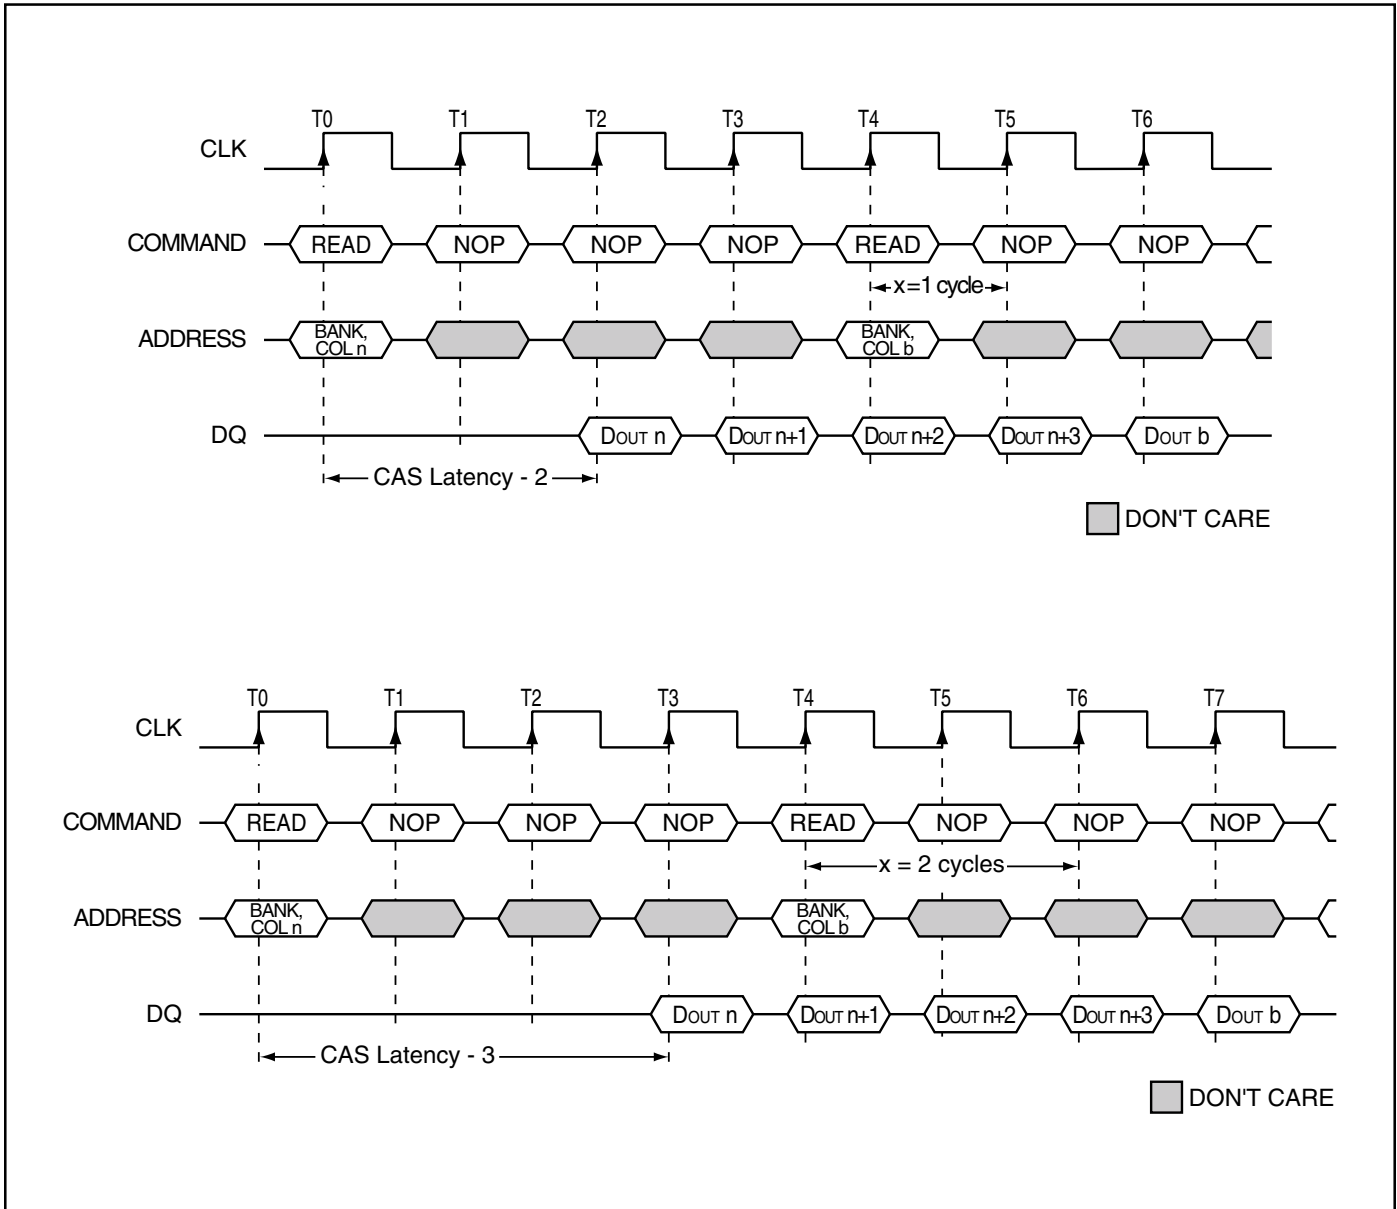 T0 T1 T2 T3 T4 T5 T6
CLK
COMMAND READ NOP NOP NOP READ NOP NOP
x=1 cycle
ADDRESS BANK, COL n BANK, COL b
DQ DOUT n DOUT n+1 DOUT n+2 DOUT n+3 DOUT b
CAS Latency - 2
DON'T CARE
T0 T1 T2 T3 T4 T5 T6 T7
CLK
COMMAND READ NOP NOP NOP READ NOP NOP NOP
x = 2 cycles
ADDRESS BANK, COL n BANK, COL b
DQ DOUT n DOUT n+1 DOUT n+2 DOUT n+3 DOUT b
CAS Latency - 3
DON'T CARE